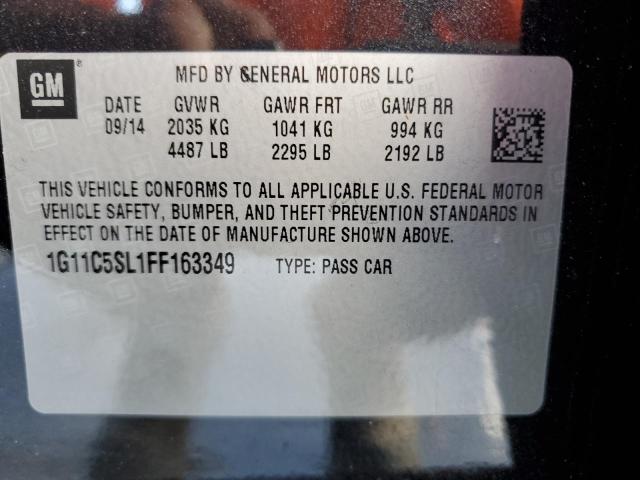 GM ®
MFD BY GENERAL MOTORS LLC
DATE GVWR GAWR FRT GAWR RR
09/14 2035 KG 1041 KG 994 KG
4487 LB 2295 LB 2192 LB
THIS VEHICLE CONFORMS TO ALL APPLICABLE U.S. FEDERAL MOTOR
VEHICLE SAFETY, BUMPER, AND THEFT PREVENTION STANDARDS IN
EFFECT ON THE DATE OF MANUFACTURE SHOWN ABOVE.
1G11C5SL1FF163349 TYPE: PASS CAR